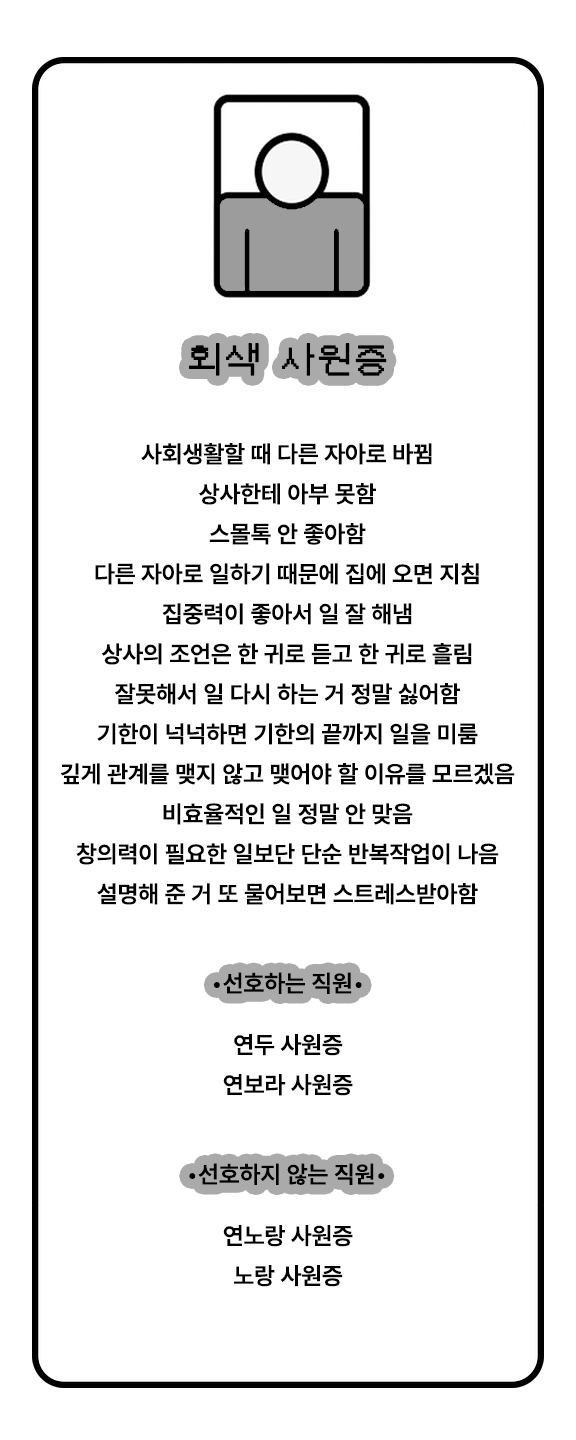 회색 사원증
사회생활할 때 다른 자아로 바뀜
상사한테 아부 못함
스몰톡 안 좋아함
다른 자아로 일하기 때문에 집에 오면 지침
집중력이 좋아서 일 잘 해냄
상사의 조언은 한 귀로 듣고 한 귀로 흘림
잘못해서 일 다시 하는 거 정말 싫어함
기한이 넉넉하면 기한의 끝까지 일을 미룸
깊게 관계를 맺지 않고 맺어야 할 이유를 모르겠음
비효율적인 일 정말 안 맞음
창의력이 필요한 일보단 단순 반복작업이 나음
설명해 준 거 또 물어보면 스트레스받아함
•선호하는 직원•
연두 사원증
연보라 사원증
•선호하지 않는 직원•
연노랑 사원증
노랑 사원증